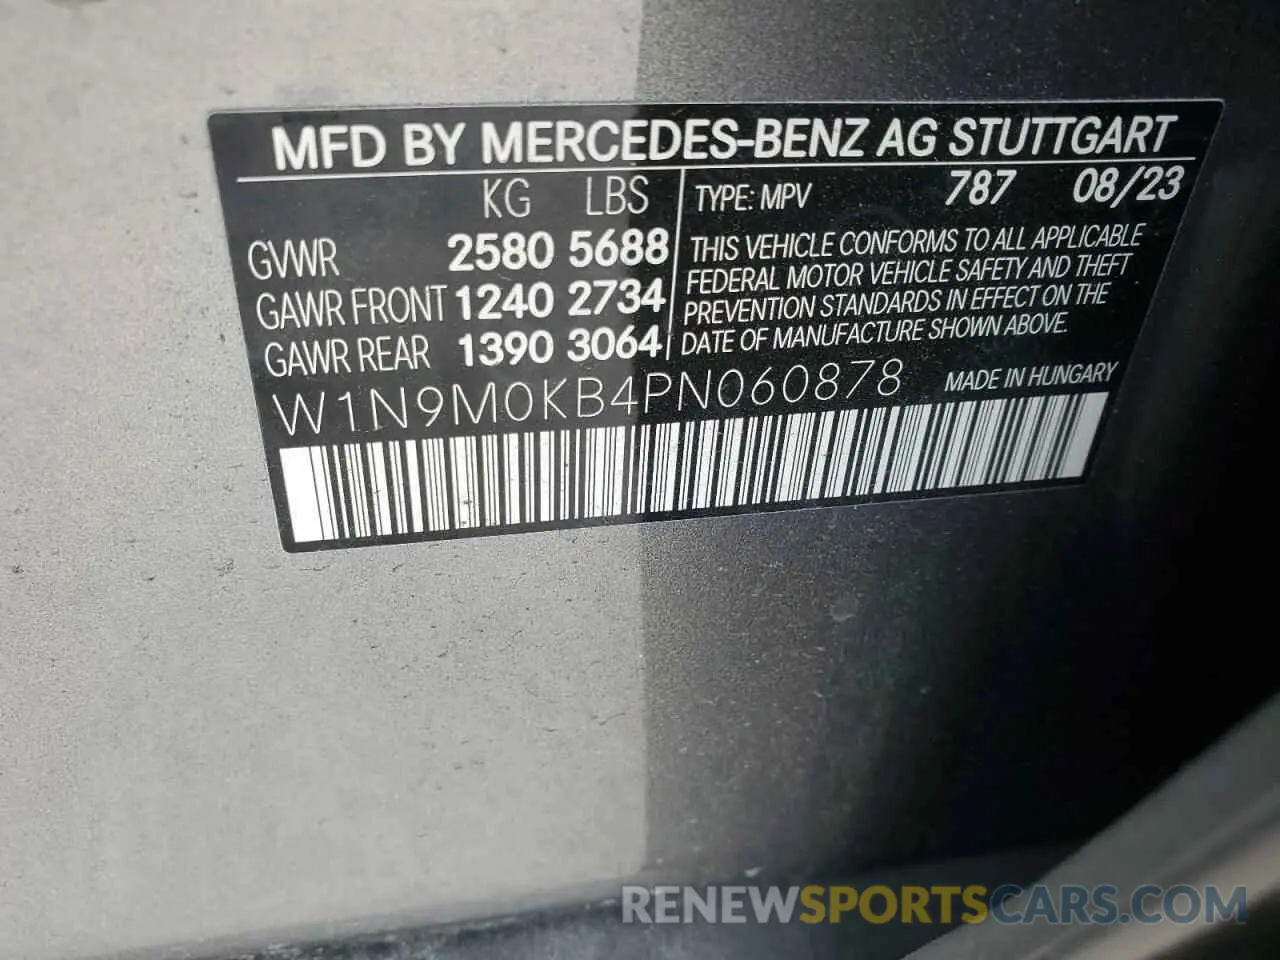 MFD BY MERCEDES-BENZ AG STUTTGART
KG LBS
GVWR 2580 5688
GAWR FRONT 1240 2734
GAWR REAR 1390 3064
TYPE: MPV 787 08/23
THIS VEHICLE CONFORMS TO ALL APPLICABLE
FEDERAL MOTOR VEHICLE SAFETY AND THEFT
PREVENTION STANDARDS IN EFFECT ON THE
DATE OF MANUFACTURE SHOWN ABOVE.
W1N9M0KB4PN060878 MADE IN HUNGARY
RENEWSPORTSCARS.COM